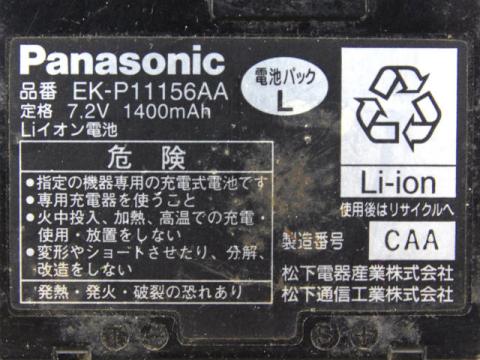 Panasonic
品番 EK-P11156AA
定格 7.2V 1400mAh
Liイオン電池
電池パック
L
危険
●指定の機器専用の充電式電池です
●専用充電器を使うこと
●火中投入、加熱、高温での充電・
使用・放置をしない
●変形やショートさせたり、分解、
改造をしない
発熱・発火・破裂の恐れあり
Li-ion
使用後はリサイクルへ
製造番号 CAA
松下電器産業株式会社
松下通信工業株式会社